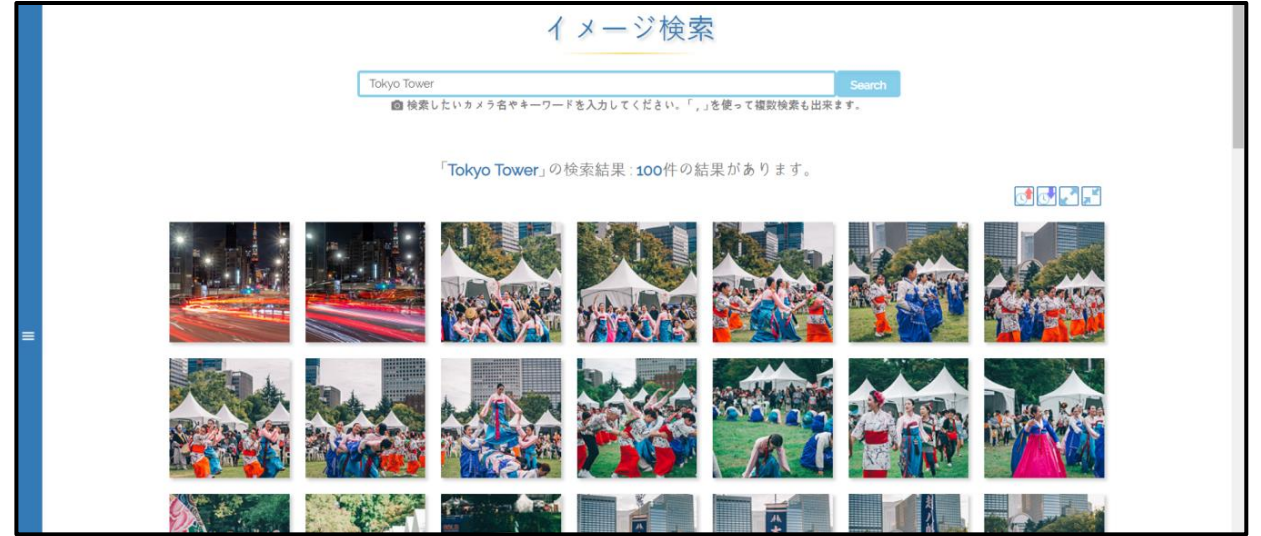 イメージ検索
Tokyo Tower
Search
検索したいカメラ名やキーワードを入力してください。「 , 」を使って複数検索も出来ます。
「Tokyo Tower」の検索結果 : 100件の結果があります。